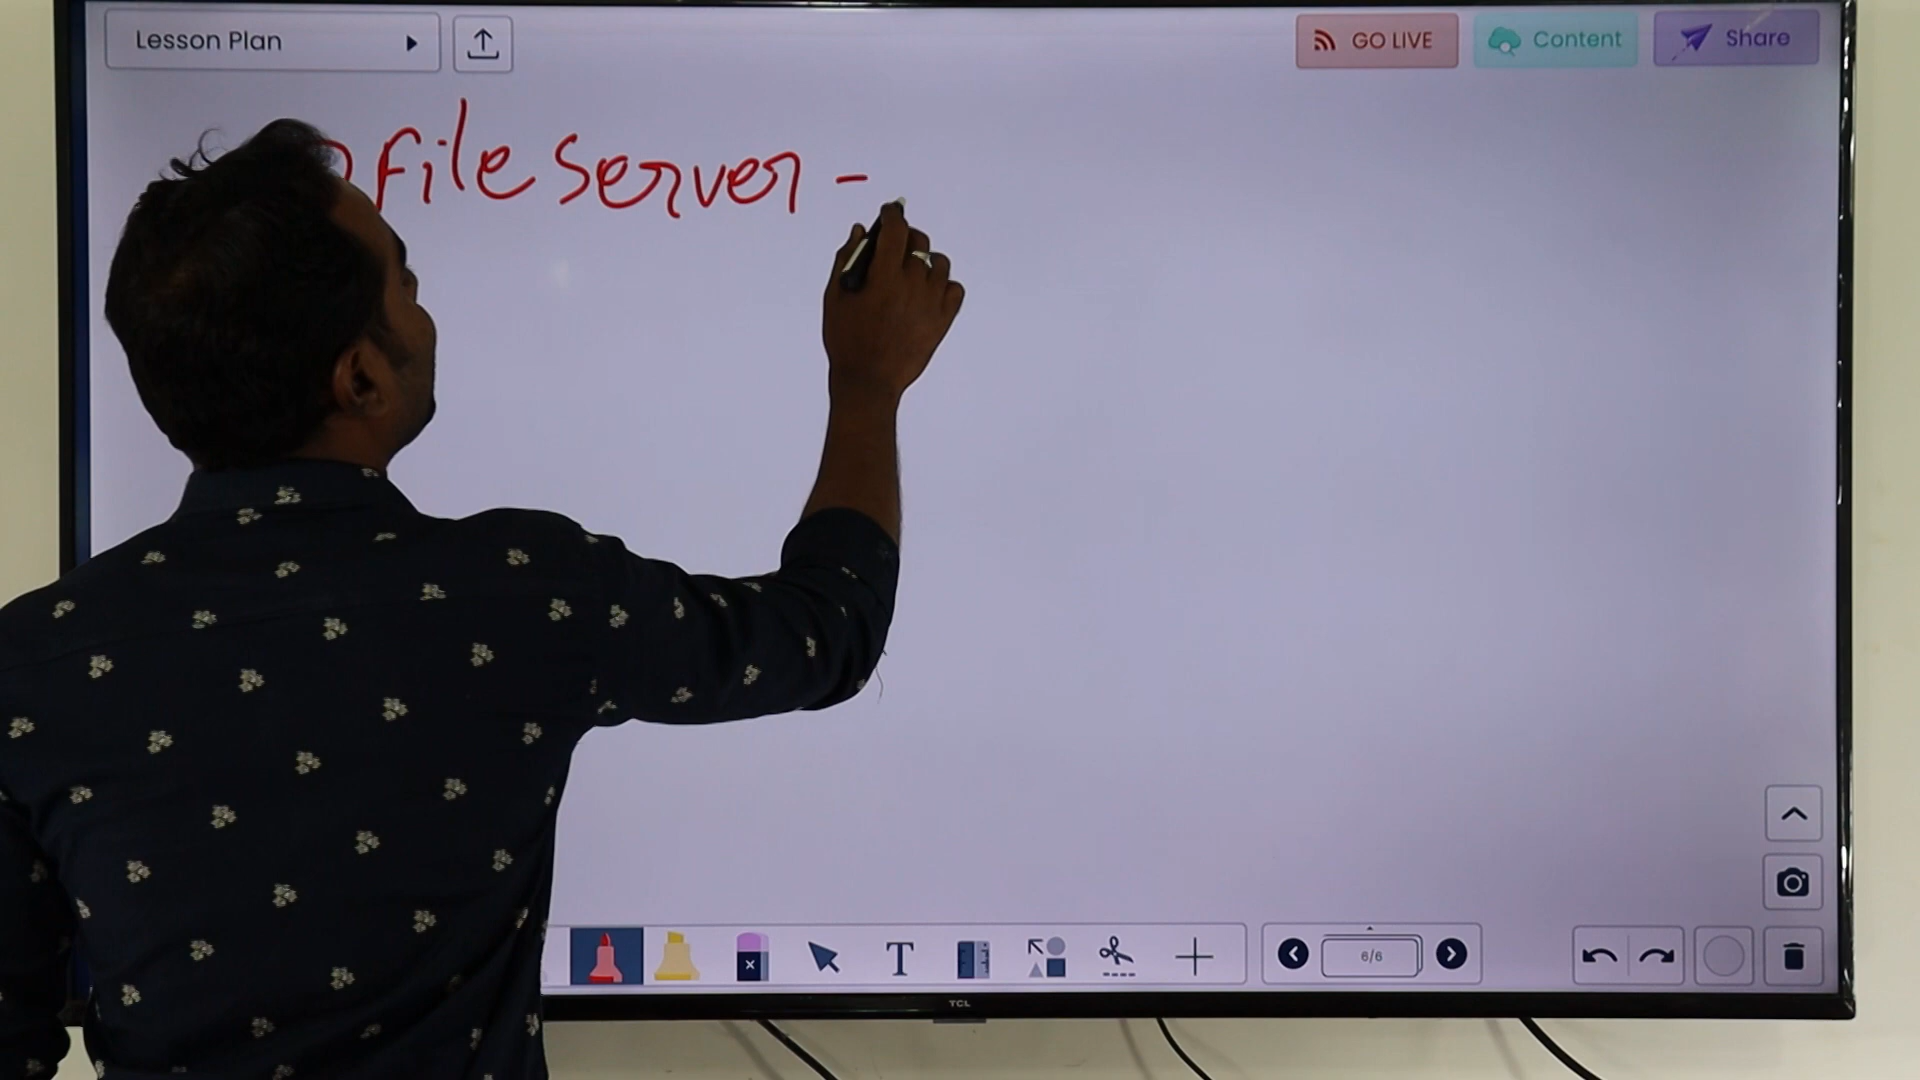 Lesson Plan
GO LIVE
Content
Share
file server -
T
6/6
TCL